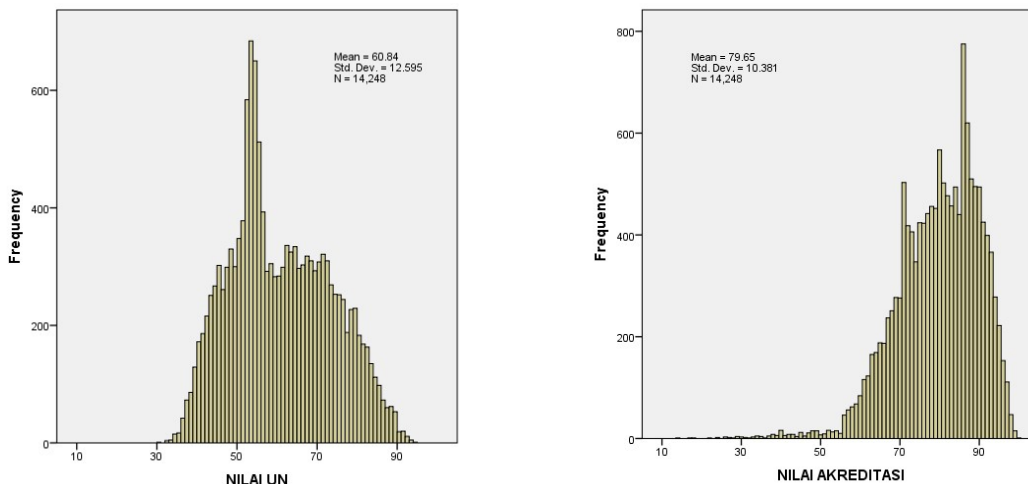 Frequency
600
400
200
0
Mean = 60.84
Std. Dev. = 12.595
N = 14,248
10 30 50 70 90
NILAI UN
Frequency
800
600
400
200
0
Mean = 79.65
Std. Dev. = 10.381
N = 14,248
10 30 50 70 90
NILAI AKREDITASI